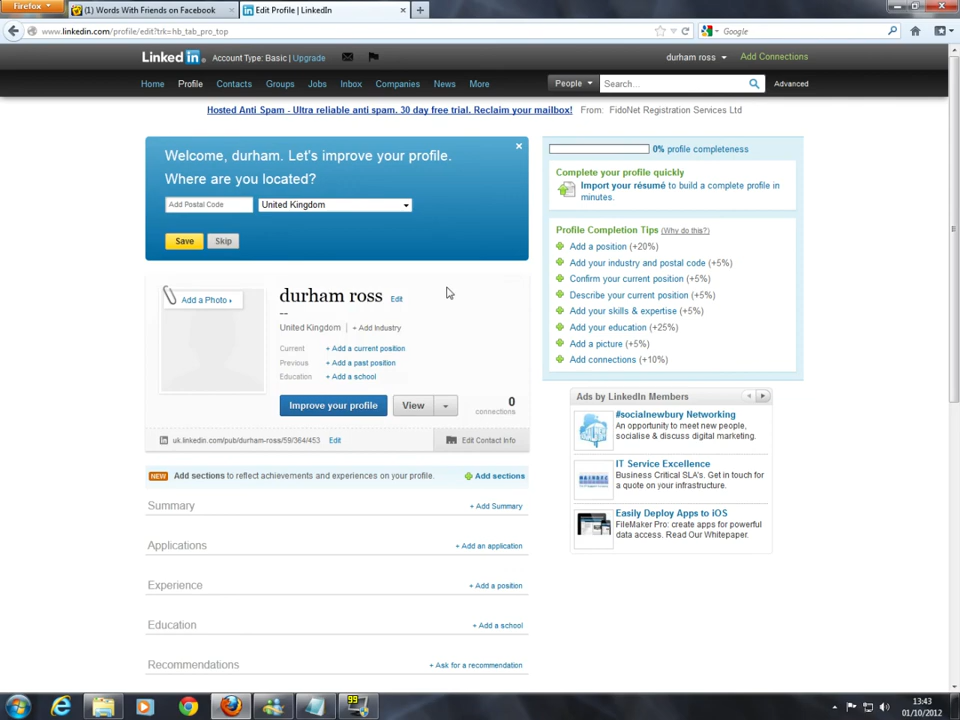 Firefox
(1) Words With Friends on Facebook
Edit Profile | LinkedIn
www.linkedin.com/profile/edit?trk=hb_tab_pro_top
Google
Linked in
Account Type: Basic | Upgrade
durham ross
Add Connections
Home Profile Contacts Groups Jobs Inbox Companies News More
People
Search...
Advanced
Hosted Anti Spam - Ultra reliable anti spam. 30 day free trial. Reclaim your mailbox! From: FidoNet Registration Services Ltd
Welcome, durham. Let's improve your profile.
Where are you located?
Add Postal Code
United Kingdom
Save
Skip
0% profile completeness
Complete your profile quickly
Import your résumé to build a complete profile in
minutes.
Profile Completion Tips (Why do this?)
Add a position (+20%)
Add your industry and postal code (+5%)
Confirm your current position (+5%)
Describe your current position (+5%)
Add your skills & expertise (+5%)
Add your education (+25%)
Add a picture (+5%)
Add connections (+10%)
Add a Photo
durham ross Edit
--
United Kingdom | + Add Industry
Current + Add a current position
Previous + Add a past position
Education + Add a school
Improve your profile
View
0
connections
uk.linkedin.com/pub/durham-ross/59/364/453 Edit
Edit Contact Info
NEW Add sections to reflect achievements and experiences on your profile.
Add sections
Summary + Add Summary
Applications + Add an application
Experience + Add a position
Education + Add a school
Recommendations + Ask for a recommendation
Ads by LinkedIn Members
#socialnewbury Networking
An opportunity to meet new people,
socialise & discuss digital marketing.
IT Service Excellence
Business Critical SLA's. Get in touch for
a quote on your infrastructure.
Easily Deploy Apps to iOS
FileMaker Pro: create apps for powerful
data access. Read Our Whitepaper.
99
13:43
01/10/2012